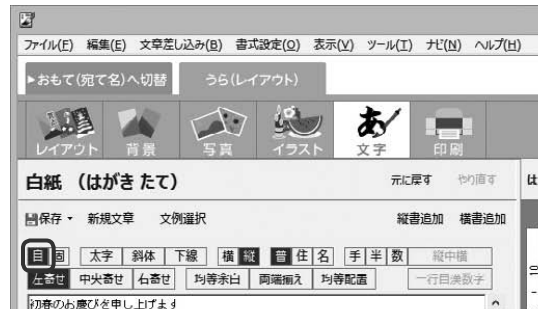 ファイル(F) 編集(E) 文章差し込み(B) 書式設定(O) 表示(V) ツール(T) ナビ(N) ヘルプ(H)
▸おもて(宛て名)へ切替 うら(レイアウト)
レイアウト 背景 写真 イラスト 文字 印刷
白紙 (はがき たて) 元に戻す やり直す は
保存 新規文章 文例選択 縦書追加 横書追加
自 固 太字 斜体 下線 横 縦 普 住 名 手 半 数 縦中横
左寄せ 中央寄せ 右寄せ 均等余白 両端揃え 均等配置 一行目漢数字
初春のお慶びを申し上げます
10